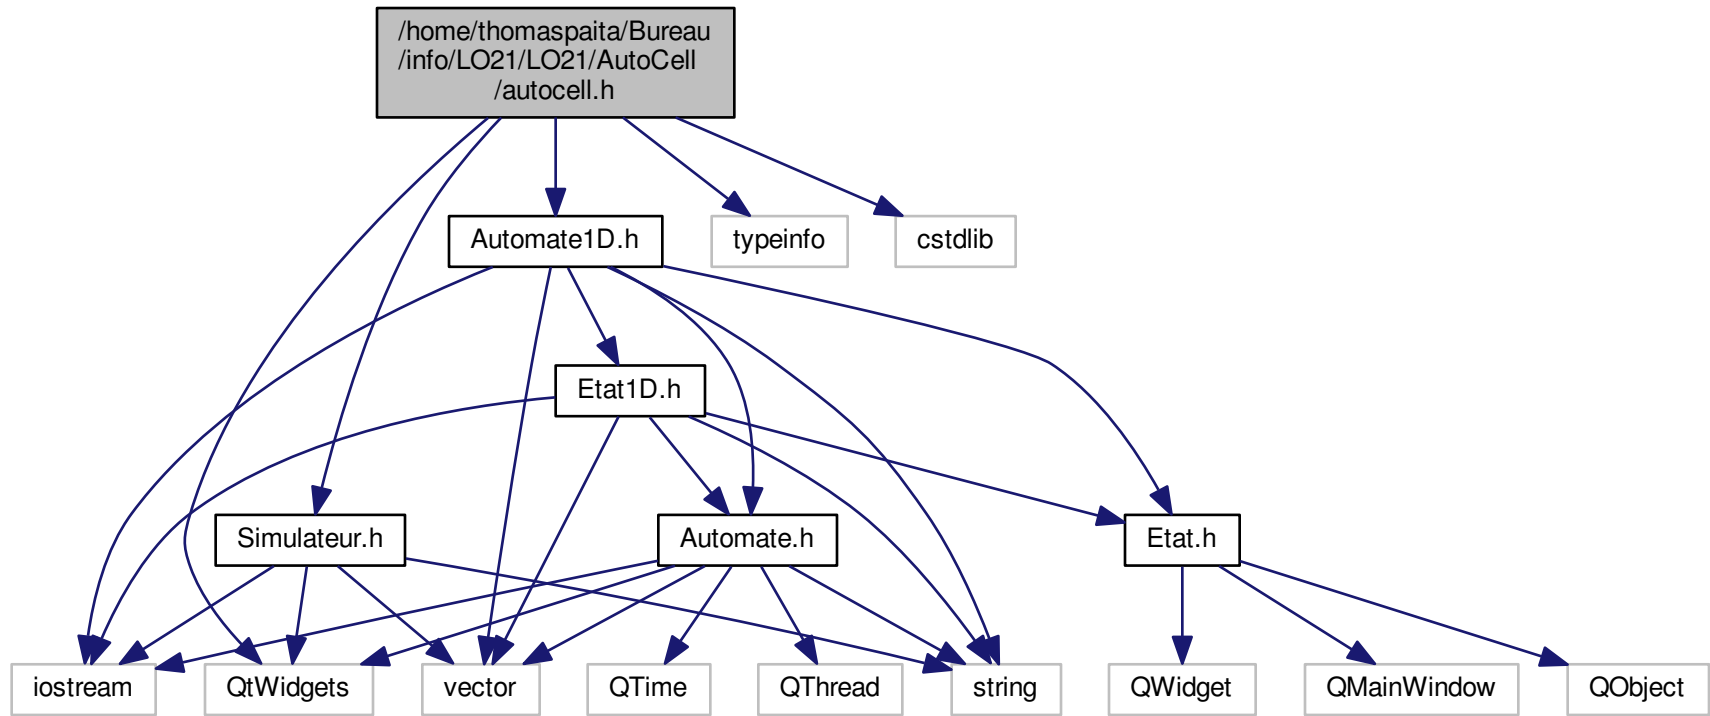 /home/thomaspaita/Bureau
/info/LO21/LO21/AutoCell
/autocell.h
Automate1D.h
typeinfo
cstdlib
Etat1D.h
Simulateur.h
Automate.h
Etat.h
iostream
QtWidgets
vector
QTime
QThread
string
QWidget
QMainWindow
QObject